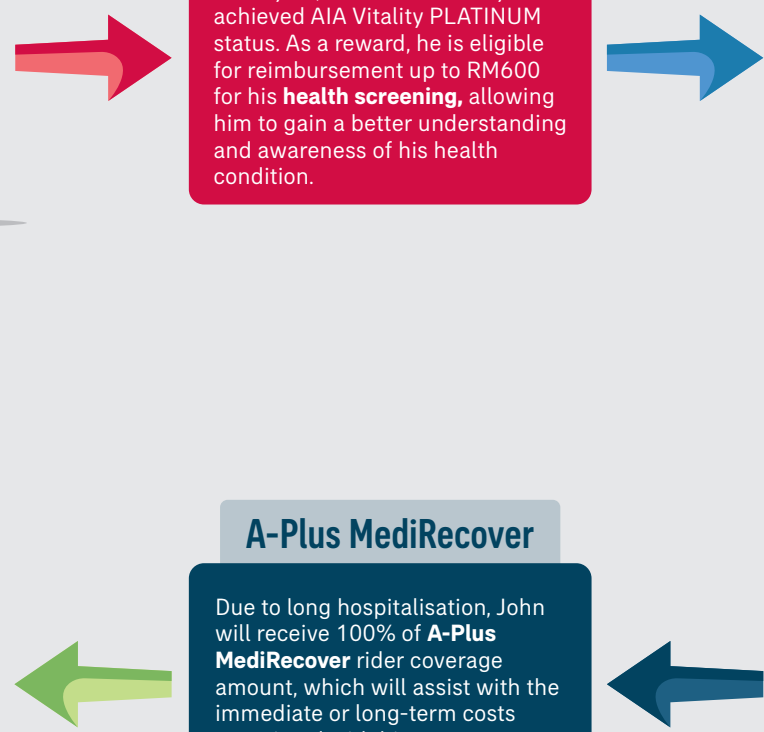 achieved AIA Vitality PLATINUM
status. As a reward, he is eligible
for reimbursement up to RM600
for his health screening, allowing
him to gain a better understanding
and awareness of his health
condition.
A-Plus MediRecover
Due to long hospitalisation, John
will receive 100% of A-Plus
MediRecover rider coverage
amount, which will assist with the
immediate or long-term costs